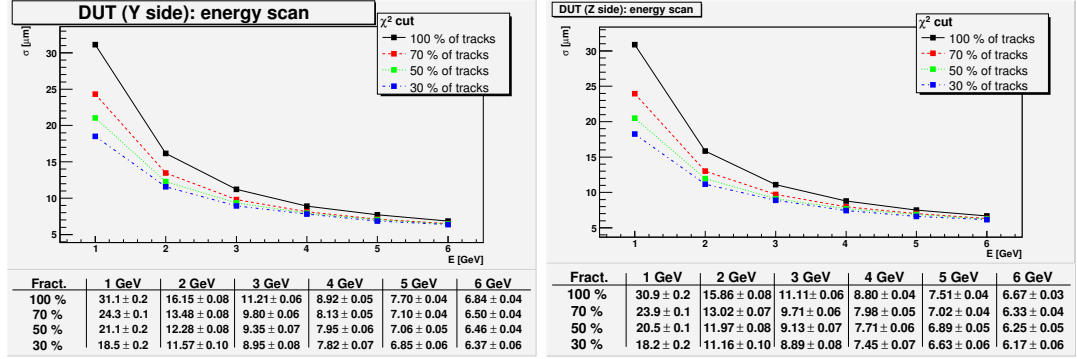 DUT (Y side): energy scan
σ [μm]
χ² cut
100 % of tracks
70 % of tracks
50 % of tracks
30 % of tracks
30
25
20
15
10
5
1 2 3 4 5 6
E [GeV]
Fract. 1 GeV 2 GeV 3 GeV 4 GeV 5 GeV 6 GeV
100 % 31.1 ± 0.2 16.15 ± 0.08 11.21 ± 0.06 8.92 ± 0.05 7.70 ± 0.04 6.84 ± 0.04
70 % 24.3 ± 0.1 13.48 ± 0.08 9.80 ± 0.06 8.13 ± 0.05 7.10 ± 0.04 6.50 ± 0.04
50 % 21.1 ± 0.2 12.28 ± 0.08 9.35 ± 0.07 7.95 ± 0.06 7.06 ± 0.05 6.46 ± 0.04
30 % 18.5 ± 0.2 11.57 ± 0.10 8.95 ± 0.08 7.82 ± 0.07 6.85 ± 0.06 6.37 ± 0.06
DUT (Z side): energy scan
σ [μm]
χ² cut
100 % of tracks
70 % of tracks
50 % of tracks
30 % of tracks
30
25
20
15
10
5
1 2 3 4 5 6
E [GeV]
Fract. 1 GeV 2 GeV 3 GeV 4 GeV 5 GeV 6 GeV
100 % 30.9 ± 0.2 15.86 ± 0.08 11.11 ± 0.06 8.80 ± 0.04 7.51 ± 0.04 6.67 ± 0.03
70 % 23.9 ± 0.1 13.02 ± 0.07 9.71 ± 0.06 7.98 ± 0.05 7.02 ± 0.04 6.33 ± 0.04
50 % 20.5 ± 0.1 11.97 ± 0.08 9.13 ± 0.07 7.71 ± 0.06 6.89 ± 0.05 6.25 ± 0.05
30 % 18.2 ± 0.2 11.16 ± 0.10 8.89 ± 0.08 7.45 ± 0.07 6.63 ± 0.06 6.17 ± 0.06